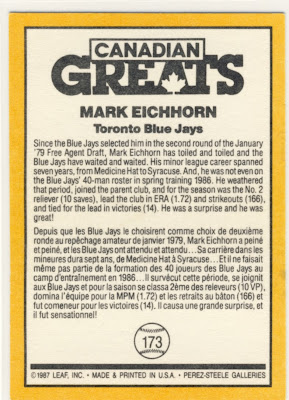 CANADIAN
GREATS
MARK EICHHORN
Toronto Blue Jays
Since the Blue Jays selected him in the second round of the January
'79 Free Agent Draft, Mark Eichhorn has toiled and toiled and the
Blue Jays have waited and waited. His minor league career spanned
seven years, from Medicine Hat to Syracuse. And, he was not even on
the Blue Jays' 40-man roster in spring training 1986. He weathered
that period, joined the parent club, and for the season was the No. 2
reliever (10 saves), lead the club in ERA (1.72) and strikeouts (166),
and tied for the lead in victories (14). He was a surprise and he was
great!
Depuis que les Blue Jays le choisirent comme choix de deuxième
ronde au repêchage amateur de janvier 1979, Mark Eichhorn a peiné
et peiné, et les Blue Jays ont attendu et attendu...Sa carrière dans les
mineures dura sept ans, de Medicine Hat à Syracuse...Et il ne faisait
même pas partie de la formation des 40 joueurs des Blue Jays au
camp d'entraînement en 1986...Il survécut cette période, se joignit
aux Blue Jays et pour la saison se classa 2ème des releveurs (10 VP),
domina l'équipe pour la MPM (1.72) et les retraits au bâton (166) et
fut comeneur pour les victoires (14). Il causa une grande surprise, et
il fut sensationnel!
173
©1987 LEAF, INC. • MADE & PRINTED IN U.S.A. • PEREZ-STEELE GALLERIES